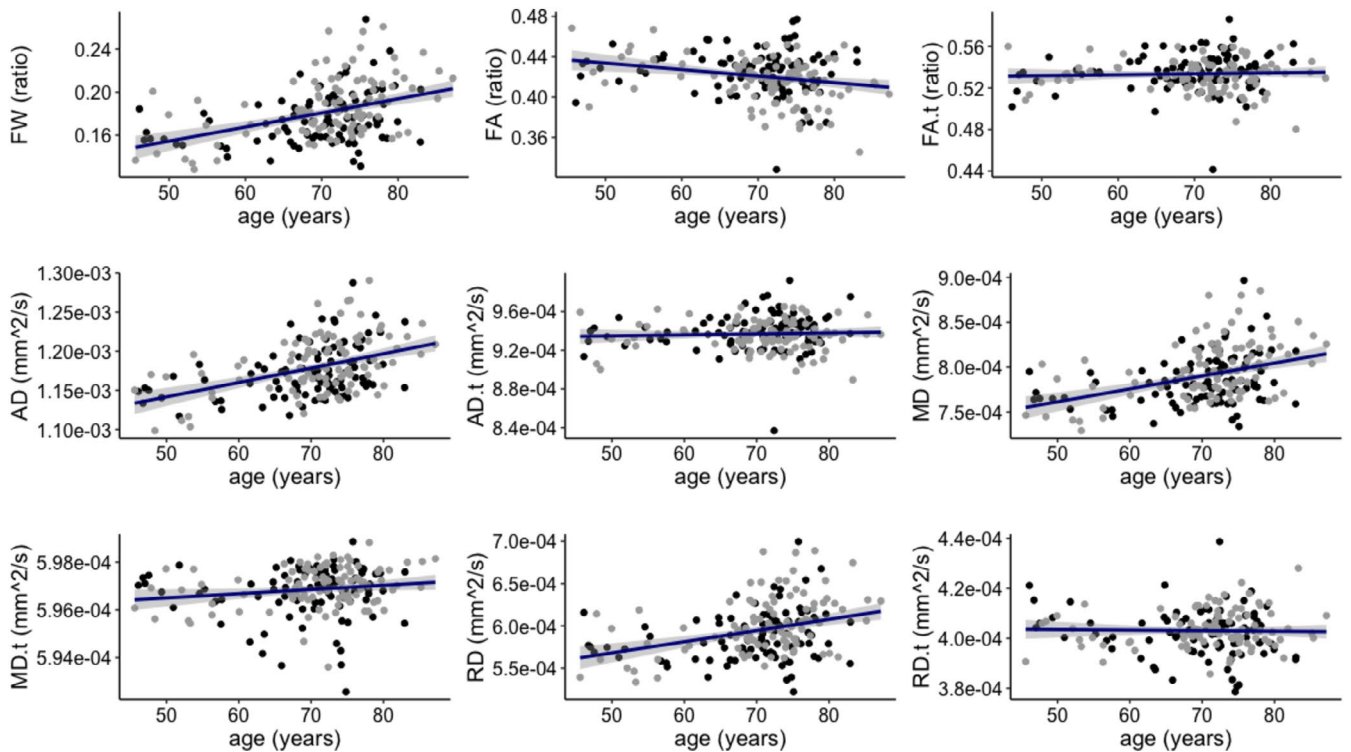 FW (ratio)
0.24
0.20
0.16
50 60 70 80
age (years)
FA (ratio)
0.48
0.44
0.40
0.36
50 60 70 80
age (years)
FA.t (ratio)
0.56
0.52
0.48
0.44
50 60 70 80
age (years)
AD (mm^2/s)
1.30e-03
1.25e-03
1.20e-03
1.15e-03
1.10e-03
50 60 70 80
age (years)
AD.t (mm^2/s)
9.6e-04
9.2e-04
8.8e-04
8.4e-04
50 60 70 80
age (years)
MD (mm^2/s)
9.0e-04
8.5e-04
8.0e-04
7.5e-04
50 60 70 80
age (years)
MD.t (mm^2/s)
5.98e-04
5.96e-04
5.94e-04
50 60 70 80
age (years)
RD (mm^2/s)
7.0e-04
6.5e-04
6.0e-04
5.5e-04
50 60 70 80
age (years)
RD.t (mm^2/s)
4.4e-04
4.2e-04
4.0e-04
3.8e-04
50 60 70 80
age (years)